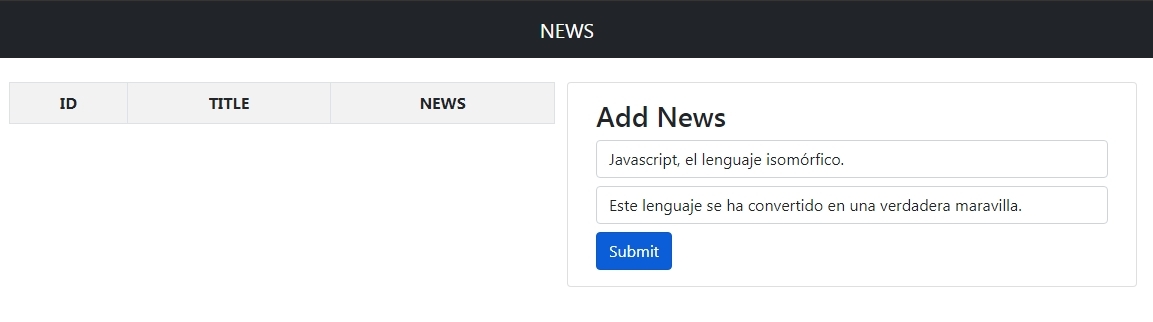 NEWS
ID TITLE NEWS
Add News
Javascript, el lenguaje isomórfico.
Este lenguaje se ha convertido en una verdadera maravilla.
Submit